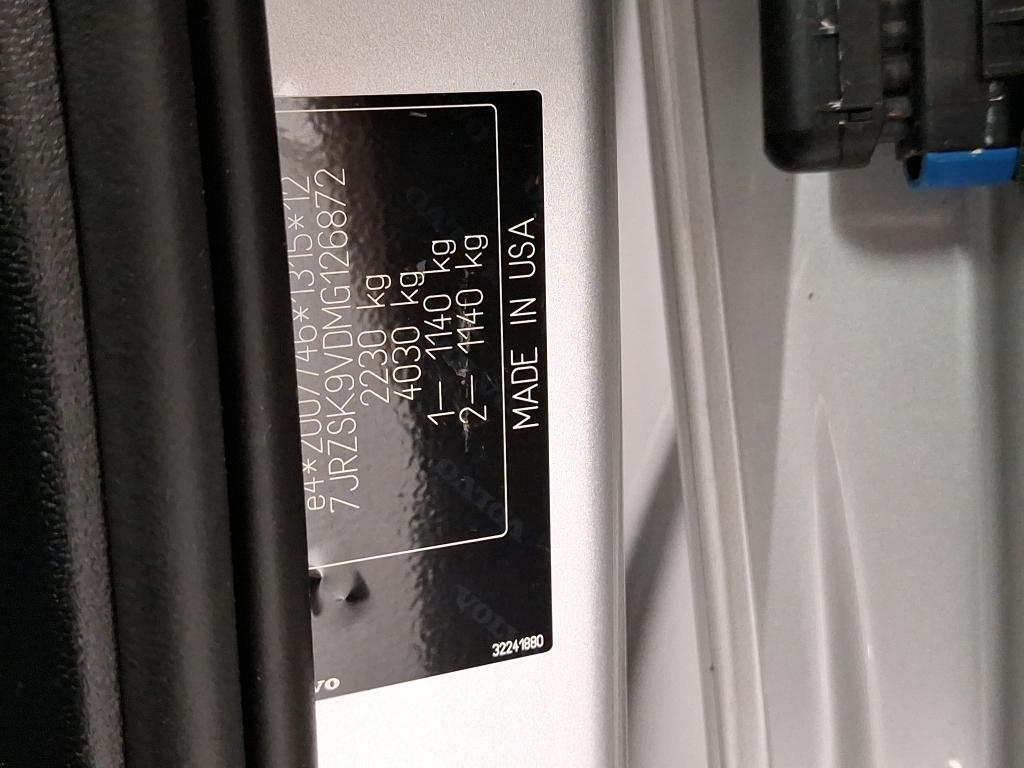 e4*2007/46*1315*12
7JRZSK9VDMG126872
2230 kg
4030 kg
1– 1140 kg
2– 1140 kg
MADE IN USA
32241880